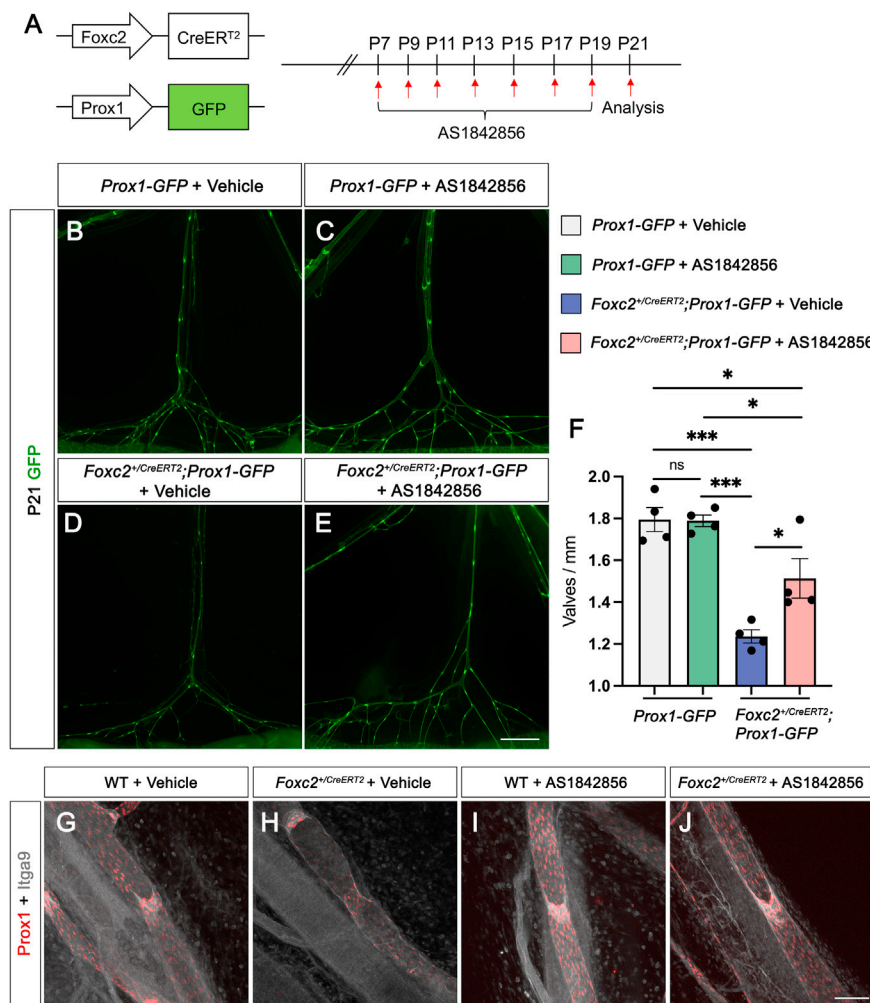 A
Foxc2
CreERT2
Prox1
GFP
P7 P9 P11 P13 P15 P17 P19 P21
AS1842856
Analysis
Prox1-GFP + Vehicle
Prox1-GFP + AS1842856
P21 GFP
B
C
Foxc2+/CreERT2;Prox1-GFP
+ Vehicle
Foxc2+/CreERT2;Prox1-GFP
+ AS1842856
D
E
Prox1-GFP + Vehicle
Prox1-GFP + AS1842856
Foxc2+/CreERT2;Prox1-GFP + Vehicle
Foxc2+/CreERT2;Prox1-GFP + AS1842856
F
*
*
***
ns
***
*
Valves / mm
2.0
1.8
1.6
1.4
1.2
1.0
Prox1-GFP
Foxc2+/CreERT2;
Prox1-GFP
WT + Vehicle
Foxc2+/CreERT2 + Vehicle
WT + AS1842856
Foxc2+/CreERT2 + AS1842856
Prox1 + Itga9
G
H
I
J